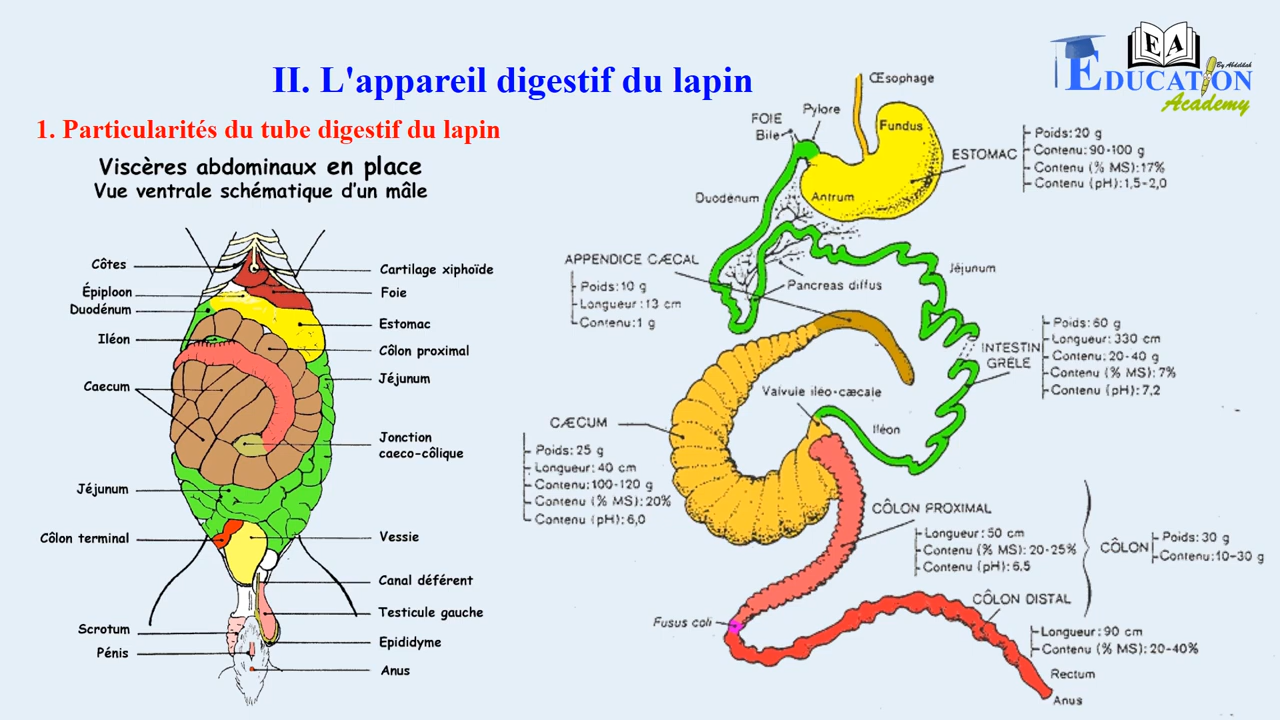 II. L'appareil digestif du lapin
1. Particularités du tube digestif du lapin
EA
By Abdellah
EDUCATION
Academy
Viscères abdominaux en place
Vue ventrale schématique d'un mâle
Côtes
Épiploon
Duodénum
Iléon
Caecum
Jéjunum
Côlon terminal
Scrotum
Pénis
Cartilage xiphoïde
Foie
Estomac
Côlon proximal
Jéjunum
Jonction
caeco-côlique
Vessie
Canal déférent
Testicule gauche
Epididyme
Anus
Œsophage
Pylore
FOIE
Bile
Fundus
ESTOMAC
Poids: 20 g
Contenu: 90-100 g
Contenu (% MS): 17%
Contenu (pH): 1,5-2,0
Duodénum
Antrum
APPENDICE CÆCAL
Poids: 10 g
Longueur: 13 cm
Contenu: 1 g
Pancreas diffus
Jéjunum
INTESTIN
GRÊLE
Poids: 60 g
Longueur: 330 cm
Contenu: 20-40 g
Contenu (% MS): 7%
Contenu (pH): 7,2
Valvule iléo-cæcale
Iléon
CÆCUM
Poids: 25 g
Longueur: 40 cm
Contenu: 100-120 g
Contenu (% MS): 20%
Contenu (pH): 6,0
CÔLON PROXIMAL
Longueur: 50 cm
Contenu (% MS): 20-25%
Contenu (pH): 6.5
CÔLON
Poids: 30 g
Contenu: 10-30 g
Fusus coli
CÔLON DISTAL
Longueur: 90 cm
Contenu (% MS): 20-40%
Rectum
Anus